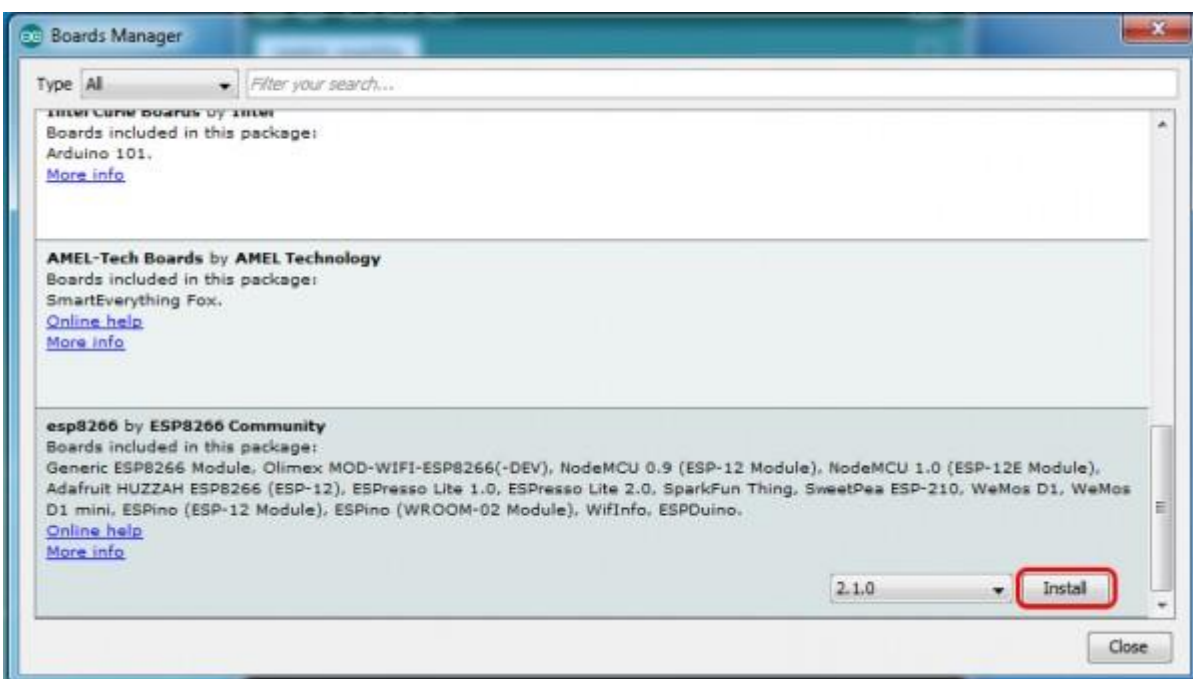 Boards Manager
Type All Filter your search...
Intel Curie Boards by Intel
Boards included in this package:
Arduino 101.
More info
AMEL-Tech Boards by AMEL Technology
Boards included in this package:
SmartEverything Fox.
Online help
More info
esp8266 by ESP8266 Community
Boards included in this package:
Generic ESP8266 Module, Olimex MOD-WIFI-ESP8266(-DEV), NodeMCU 0.9 (ESP-12 Module), NodeMCU 1.0 (ESP-12E Module),
Adafruit HUZZAH ESP8266 (ESP-12), ESPresso Lite 1.0, ESPresso Lite 2.0, SparkFun Thing, SweetPea ESP-210, WeMos D1, WeMos
D1 mini, ESPino (ESP-12 Module), ESPino (WROOM-02 Module), WifInfo, ESPDuino.
Online help
More info
2.1.0 Install
Close